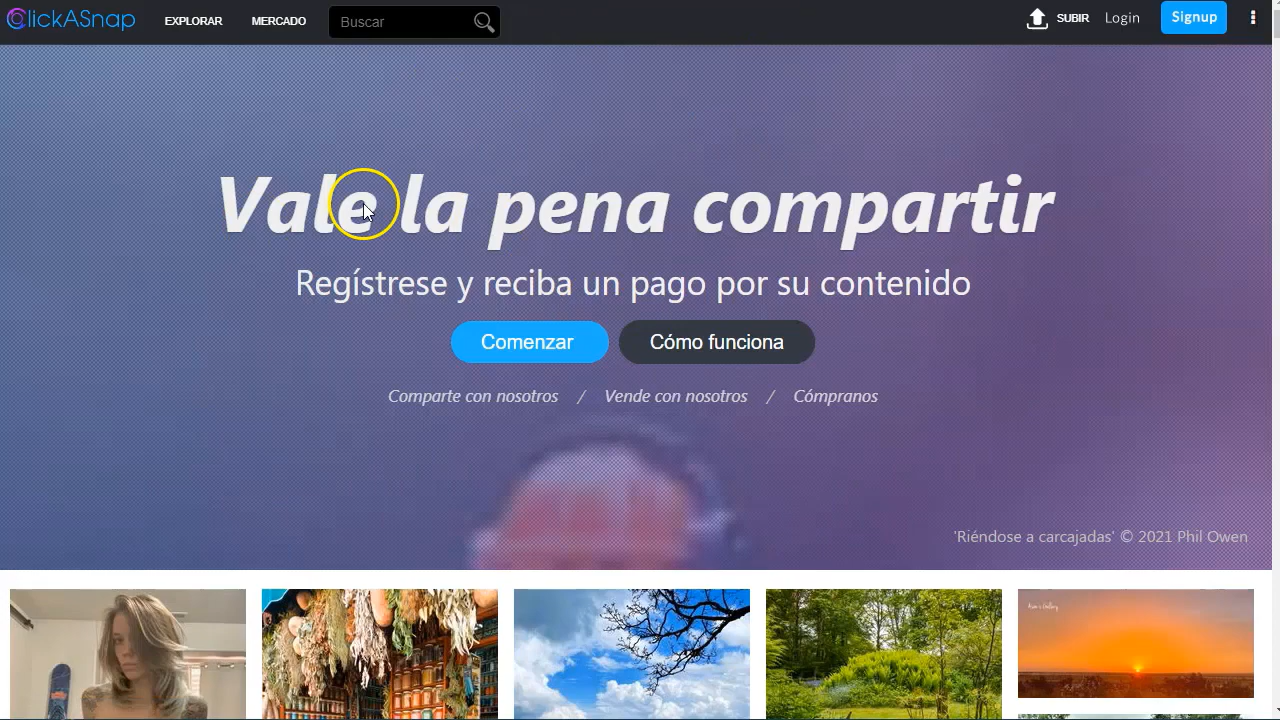 ClickASnap EXPLORAR MERCADO Buscar SUBIR Login Signup
Vale la pena compartir
Regístrese y reciba un pago por su contenido
Comenzar Cómo funciona
Comparte con nosotros / Vende con nosotros / Cómpranos
'Riéndose a carcajadas' © 2021 Phil Owen